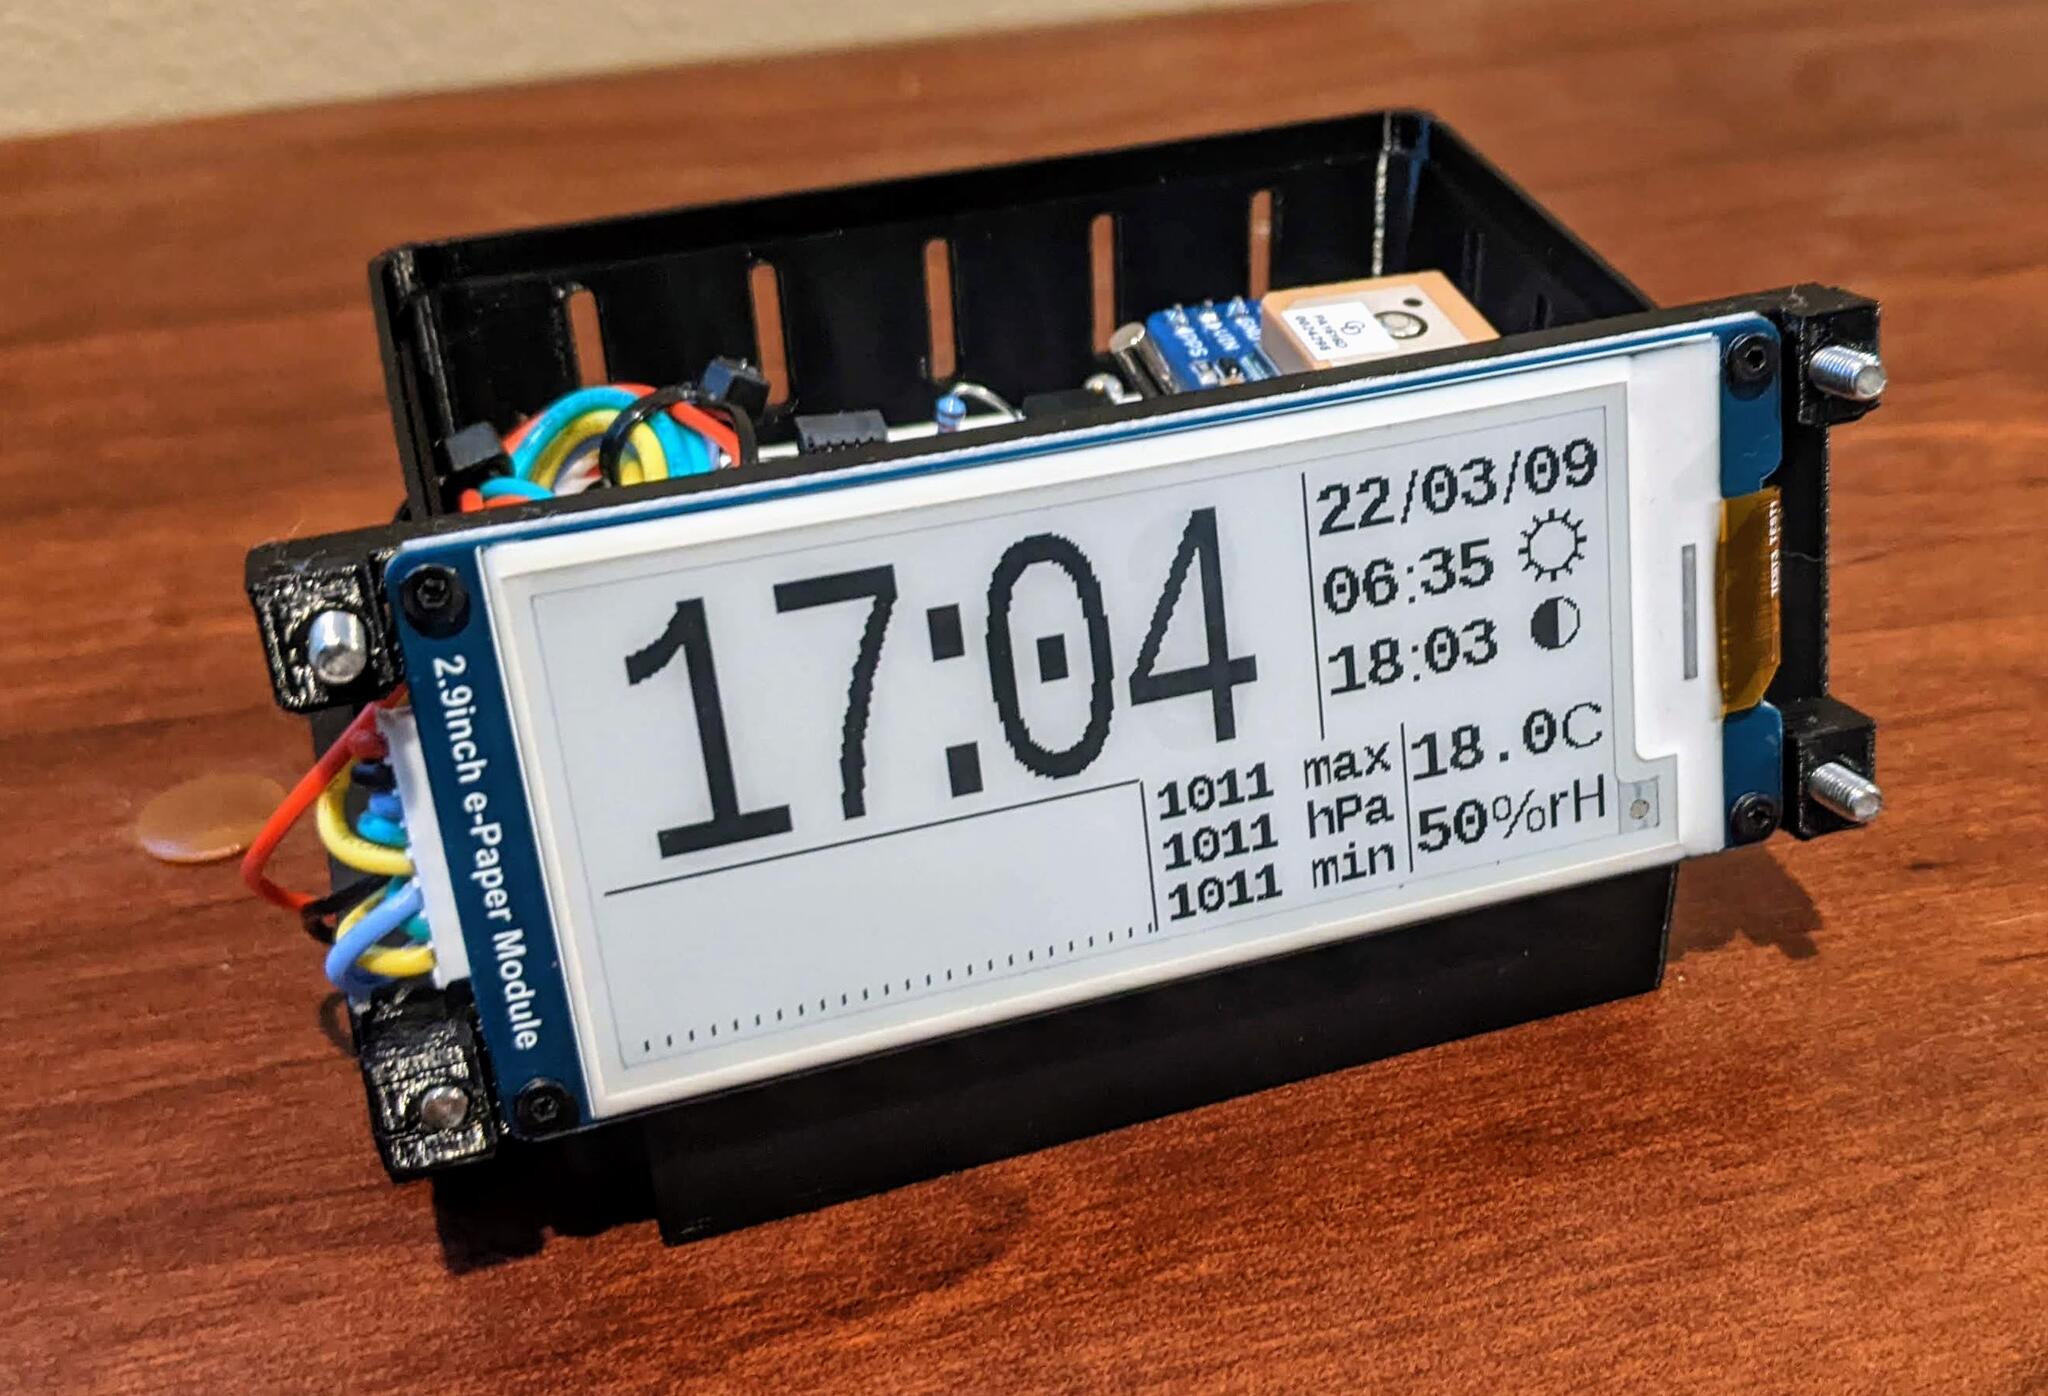 2.9inch e-Paper Module
17:04
22/03/09
06:35
18:03
1011 max
1011 hPa
1011 min
18.0C
50%rH